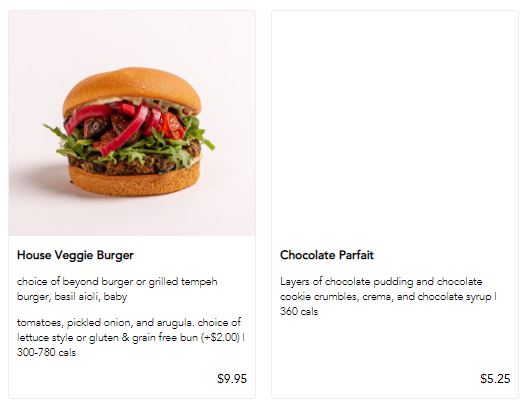 House Veggie Burger
choice of beyond burger or grilled tempeh
burger, basil aioli, baby
tomatoes, pickled onion, and arugula. choice of
lettuce style or gluten & grain free bun (+$2.00) |
300-780 cals
$9.95
Chocolate Parfait
Layers of chocolate pudding and chocolate
cookie crumbles, crema, and chocolate syrup |
360 cals
$5.25